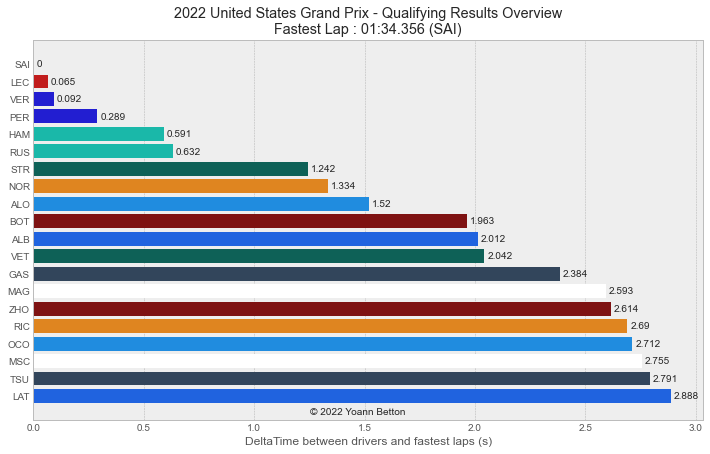 2022 United States Grand Prix - Qualifying Results Overview
Fastest Lap : 01:34.356 (SAI)
SAI 0
LEC 0.065
VER 0.092
PER 0.289
HAM 0.591
RUS 0.632
STR 1.242
NOR 1.334
ALO 1.52
BOT 1.963
ALB 2.012
VET 2.042
GAS 2.384
MAG 2.593
ZHO 2.614
RIC 2.69
OCO 2.712
MSC 2.755
TSU 2.791
LAT 2.888
© 2022 Yoann Betton
0.0 0.5 1.0 1.5 2.0 2.5 3.0
DeltaTime between drivers and fastest laps (s)